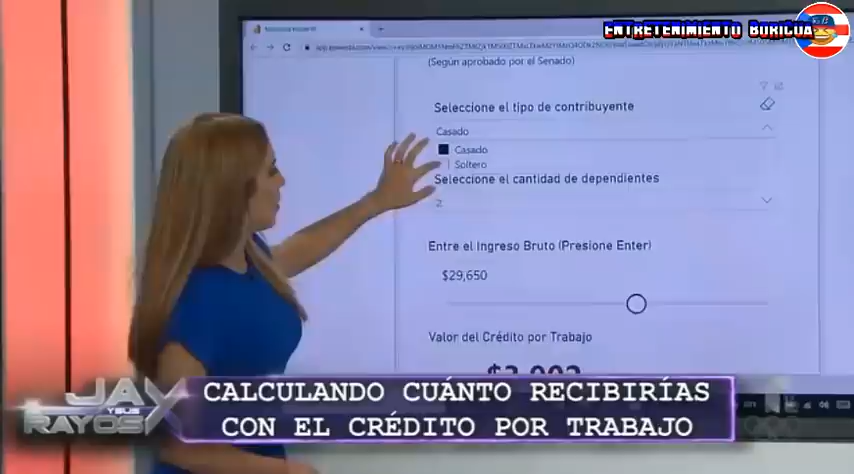 ENTRETENIMIENTO BORICUA
(Según aprobado por el Senado)
Seleccione el tipo de contribuyente
Casado
Casado
Soltero
Seleccione el cantidad de dependientes
2
Entre el Ingreso Bruto (Presione Enter)
$29,650
Valor del Crédito por Trabajo
JAY
Y SUS
RAYOS X
CALCULANDO CUÁNTO RECIBIRÍAS
CON EL CRÉDITO POR TRABAJO